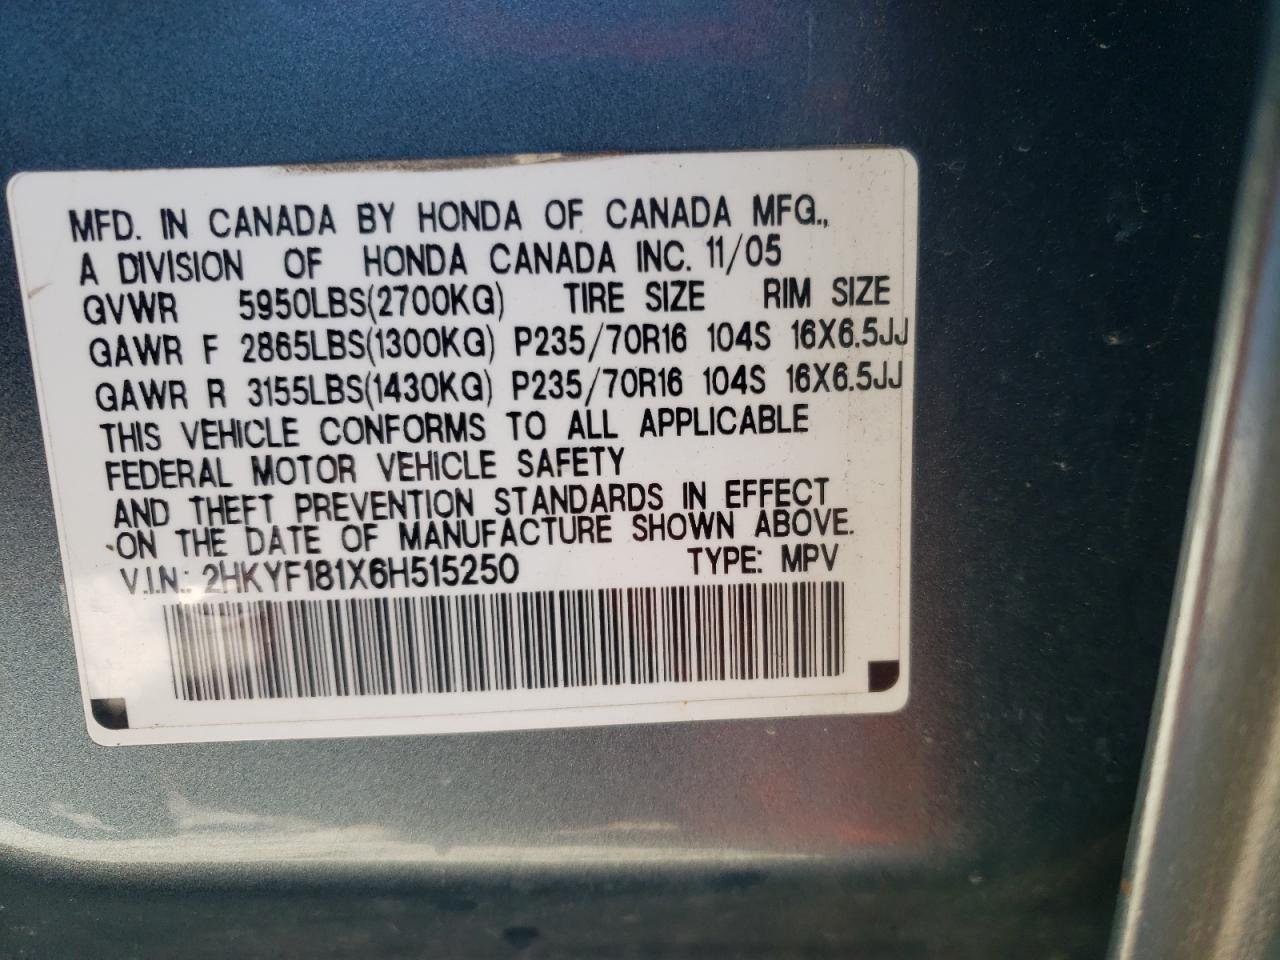 MFD. IN CANADA BY HONDA OF CANADA MFG.,
A DIVISION OF HONDA CANADA INC. 11/05
GVWR 5950LBS(2700KG) TIRE SIZE RIM SIZE
GAWR F 2865LBS(1300KG) P235/70R16 104S 16X6.5JJ
GAWR R 3155LBS(1430KG) P235/70R16 104S 16X6.5JJ
THIS VEHICLE CONFORMS TO ALL APPLICABLE
FEDERAL MOTOR VEHICLE SAFETY
AND THEFT PREVENTION STANDARDS IN EFFECT
ON THE DATE OF MANUFACTURE SHOWN ABOVE.
V.I.N.: 2HKYF181X6H515250 TYPE: MPV